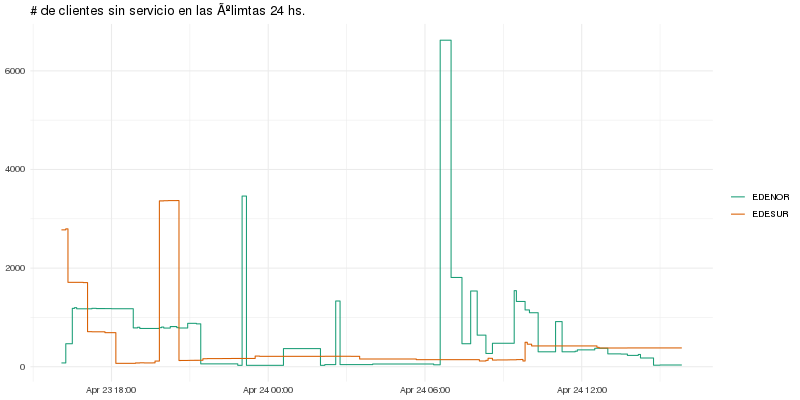 # de clientes sin servicio en las Ãºlimtas 24 hs.
6000
4000
2000
0
Apr 23 18:00
Apr 24 00:00
Apr 24 06:00
Apr 24 12:00
EDENOR
EDESUR